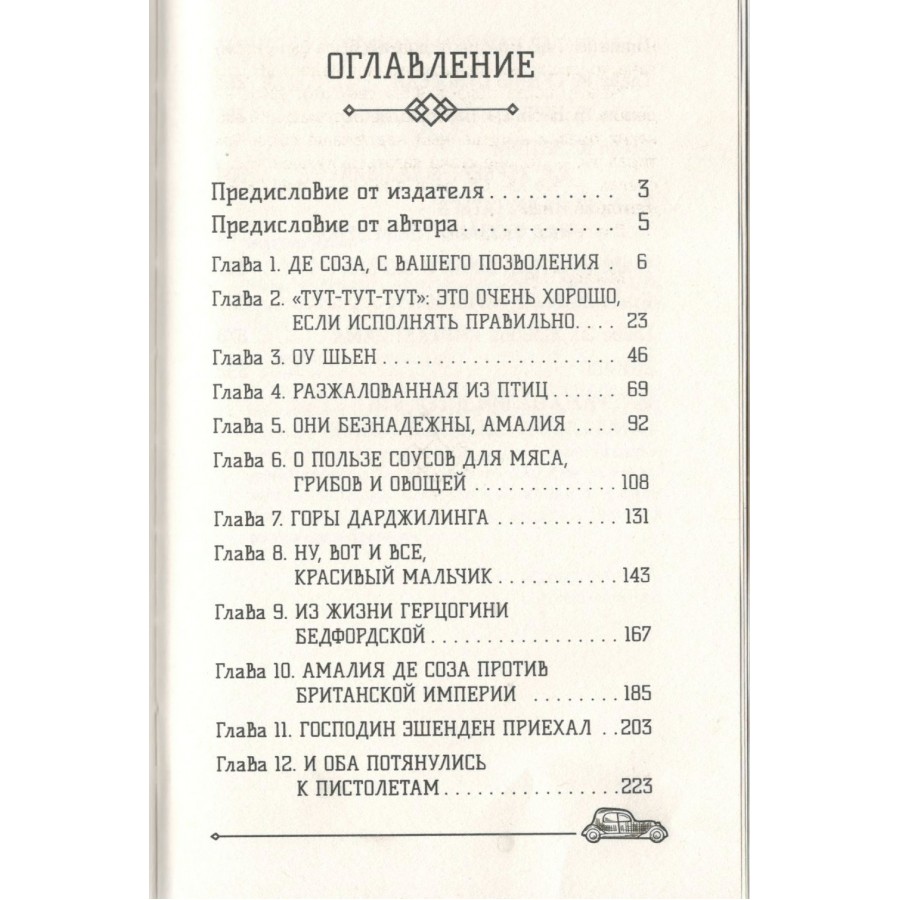 ОГЛАВЛЕНИЕ
Предисловие от издателя........... 3
Предисловие от автора............ 5
Глава 1. ДЕ СОЗА, С ВАШЕГО ПОЗВОЛЕНИЯ . 6
Глава 2. «ТУТ-ТУТ-ТУТ»: ЭТО ОЧЕНЬ ХОРОШО,
ЕСЛИ ИСПОЛНЯТЬ ПРАВИЛЬНО.... 23
Глава 3. ОУ ШЬЕН.................... 46
Глава 4. РАЗЖАЛОВАННАЯ ИЗ ПТИЦ...... 69
Глава 5. ОНИ БЕЗНАДЕЖНЫ, АМАЛИЯ .... 92
Глава 6. О ПОЛЬЗЕ СОУСОВ ДЛЯ МЯСА,
ГРИБОВ И ОВОЩЕЙ ............ 108
Глава 7. ГОРЫ ДАРДЖИЛИНГА .......... 131
Глава 8. НУ, ВОТ И ВСЕ,
КРАСИВЫЙ МАЛЬЧИК.......... 143
Глава 9. ИЗ ЖИЗНИ ГЕРЦОГИНИ
БЕДФОРДСКОЙ................ 167
Глава 10. АМАЛИЯ ДЕ СОЗА ПРОТИВ
БРИТАНСКОЙ ИМПЕРИИ ........ 185
Глава 11. ГОСПОДИН ЭШЕНДЕН ПРИЕХАЛ ..203
Глава 12. И ОБА ПОТЯНУЛИСЬ
К ПИСТОЛЕТАМ................223